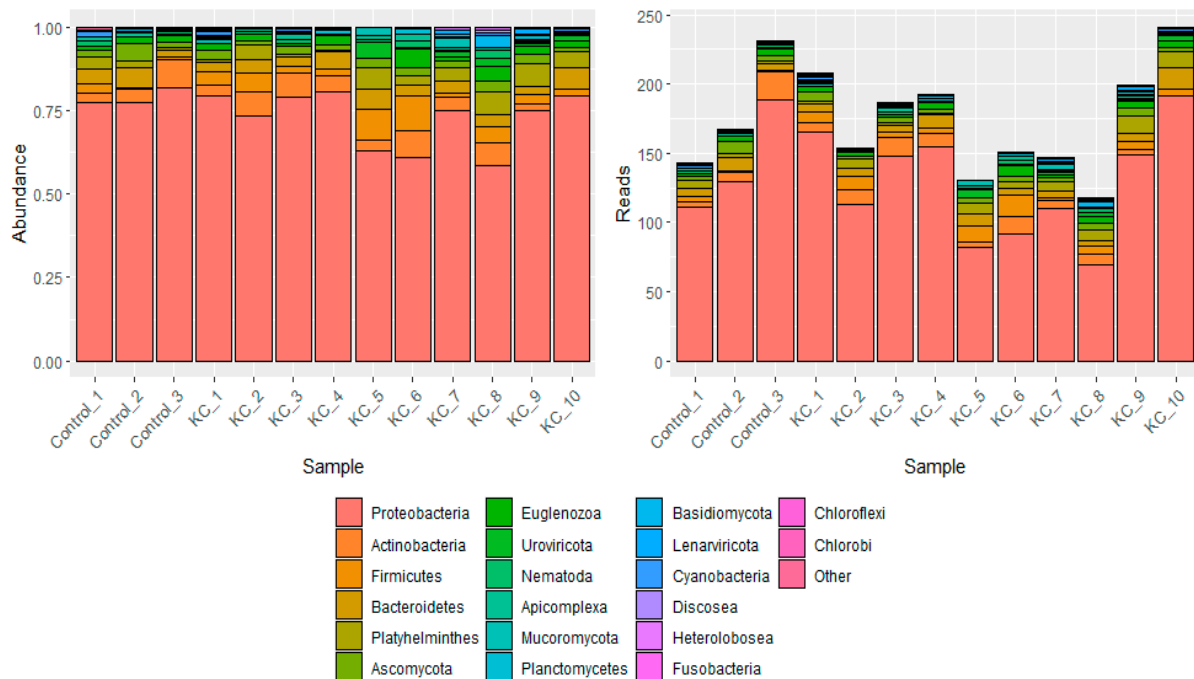 1.00
0.75
0.50
0.25
0.00
Abundance
Control_1
Control_2
Control_3
KC_1
KC_2
KC_3
KC_4
KC_5
KC_6
KC_7
KC_8
KC_9
KC_10
Sample
250
200
150
100
50
0
Reads
Control_1
Control_2
Control_3
KC_1
KC_2
KC_3
KC_4
KC_5
KC_6
KC_7
KC_8
KC_9
KC_10
Sample
Proteobacteria
Actinobacteria
Firmicutes
Bacteroidetes
Platyhelminthes
Ascomycota
Euglenozoa
Uroviricota
Nematoda
Apicomplexa
Mucoromycota
Planctomycetes
Basidiomycota
Lenarviricota
Cyanobacteria
Discosea
Heterolobosea
Fusobacteria
Chloroflexi
Chlorobi
Other